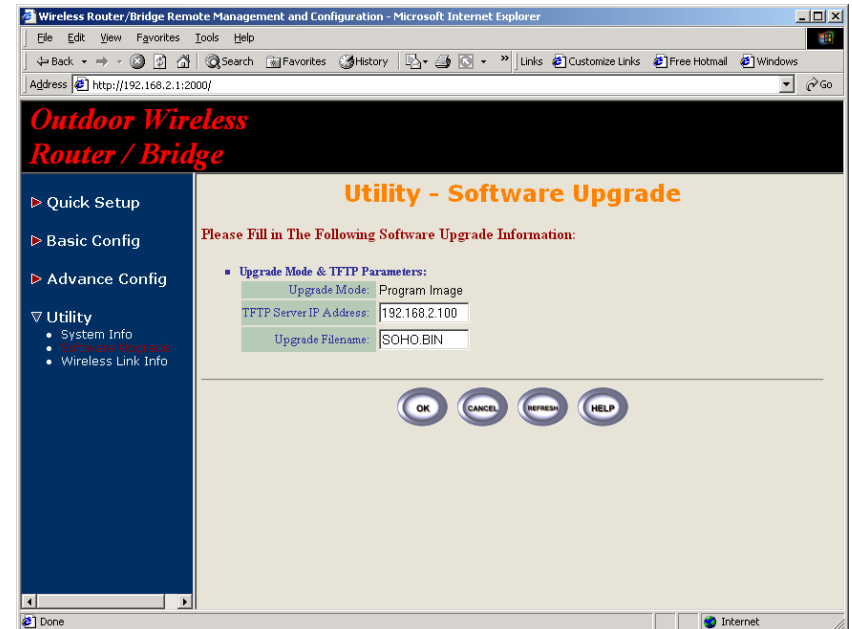 Wireless Router/Bridge Remote Management and Configuration - Microsoft Internet Explorer
File Edit View Favorites Tools Help
Back Search Favorites History Links Customize Links Free Hotmail Windows
Address http://192.168.2.1:2000/ Go
Outdoor Wireless
Router / Bridge
Quick Setup
Basic Config
Advance Config
Utility
System Info
Software Upgrade
Wireless Link Info
Utility - Software Upgrade
Please Fill in The Following Software Upgrade Information:
Upgrade Mode & TFTP Parameters:
Upgrade Mode: Program Image
TFTP Server IP Address: 192.168.2.100
Upgrade Filename: SOHO.BIN
OK CANCEL REFRESH HELP
Done Internet